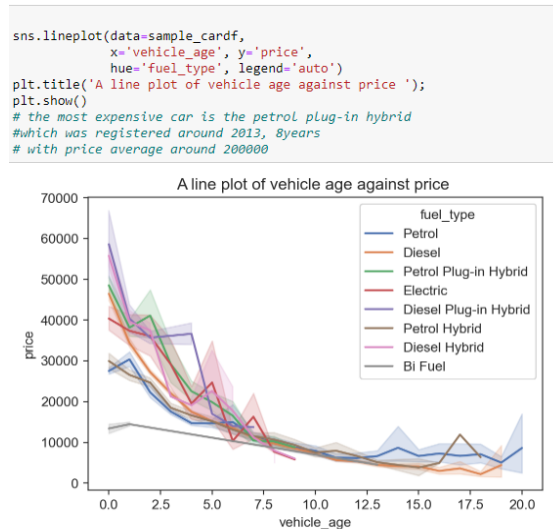 sns.lineplot(data=sample_cardf,
x='vehicle_age', y='price',
hue='fuel_type', legend='auto')
plt.title('A line plot of vehicle age against price ');
plt.show()
# the most expensive car is the petrol plug-in hybrid
#which was registered around 2013, 8years
# with price average around 200000
A line plot of vehicle age against price
70000
60000
50000
40000
30000
20000
10000
0
price
fuel_type
Petrol
Diesel
Petrol Plug-in Hybrid
Electric
Diesel Plug-in Hybrid
Petrol Hybrid
Diesel Hybrid
Bi Fuel
0.0 2.5 5.0 7.5 10.0 12.5 15.0 17.5 20.0
vehicle_age